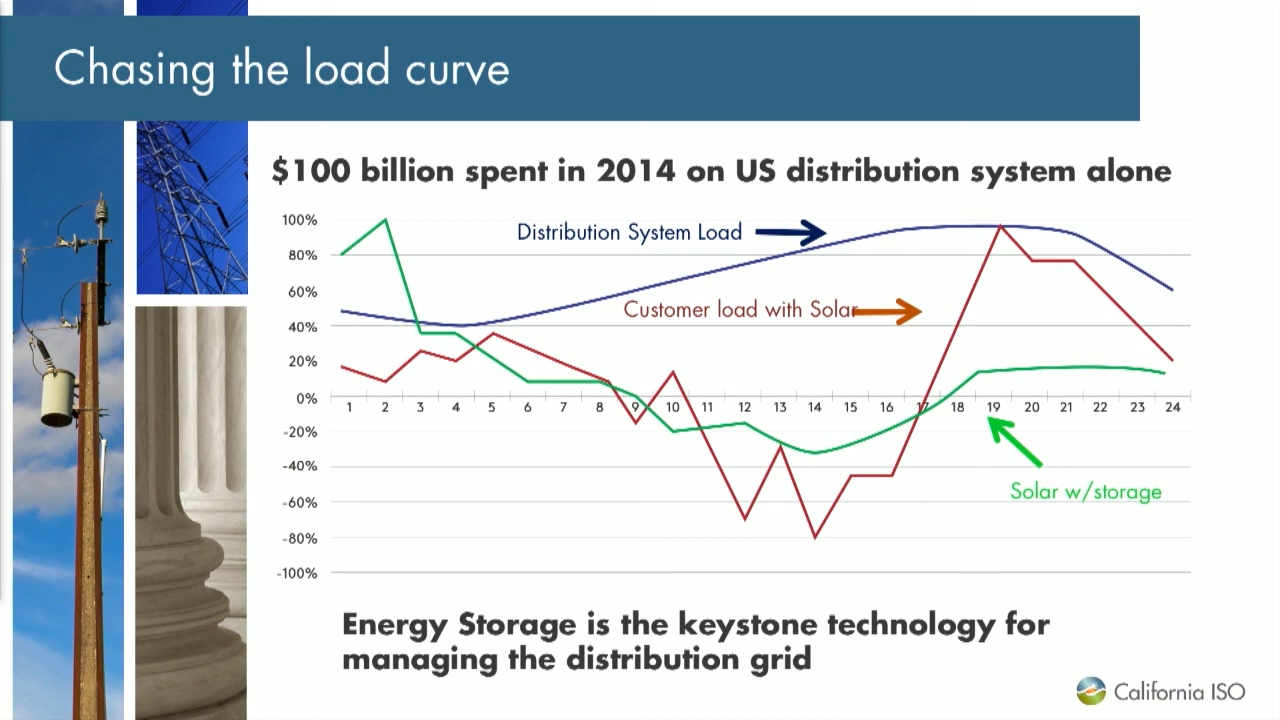 Chasing the load curve
$100 billion spent in 2014 on US distribution system alone
100%
Distribution System Load
80%
60%
Customer load with Solar
40%
20%
0%
1 2 3 4 5 6 7 8 9 10 11 12 13 14 15 16 17 18 19 20 21 22 23 24
-20%
-40%
Solar w/storage
-60%
-80%
-100%
Energy Storage is the keystone technology for
managing the distribution grid
California ISO